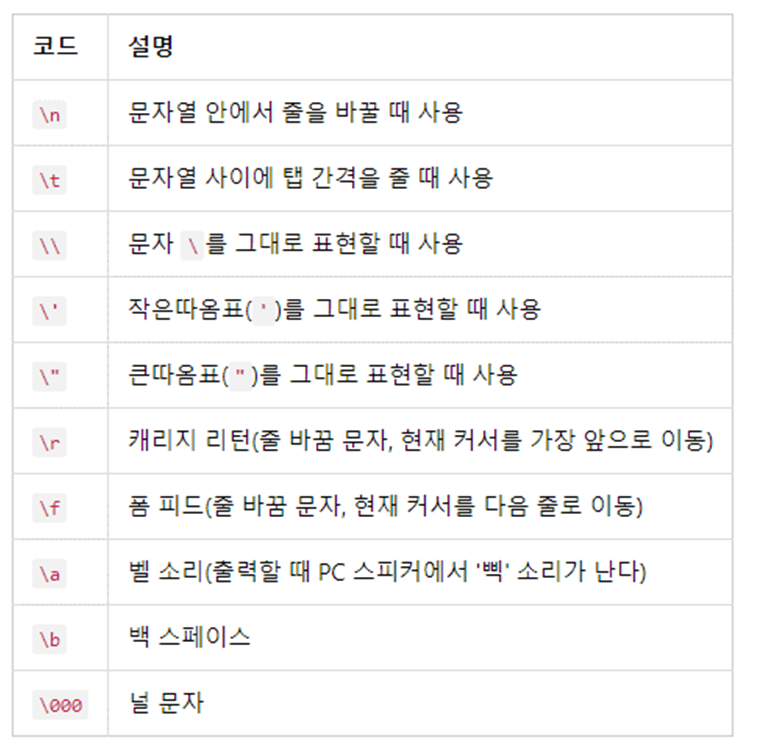 코드 설명
\n 문자열 안에서 줄을 바꿀 때 사용
\t 문자열 사이에 탭 간격을 줄 때 사용
\\ 문자 \를 그대로 표현할 때 사용
\' 작은따옴표(')를 그대로 표현할 때 사용
\" 큰따옴표(")를 그대로 표현할 때 사용
\r 캐리지 리턴(줄 바꿈 문자, 현재 커서를 가장 앞으로 이동)
\f 폼 피드(줄 바꿈 문자, 현재 커서를 다음 줄로 이동)
\a 벨 소리(출력할 때 PC 스피커에서 '삑' 소리가 난다)
\b 백 스페이스
\000 널 문자